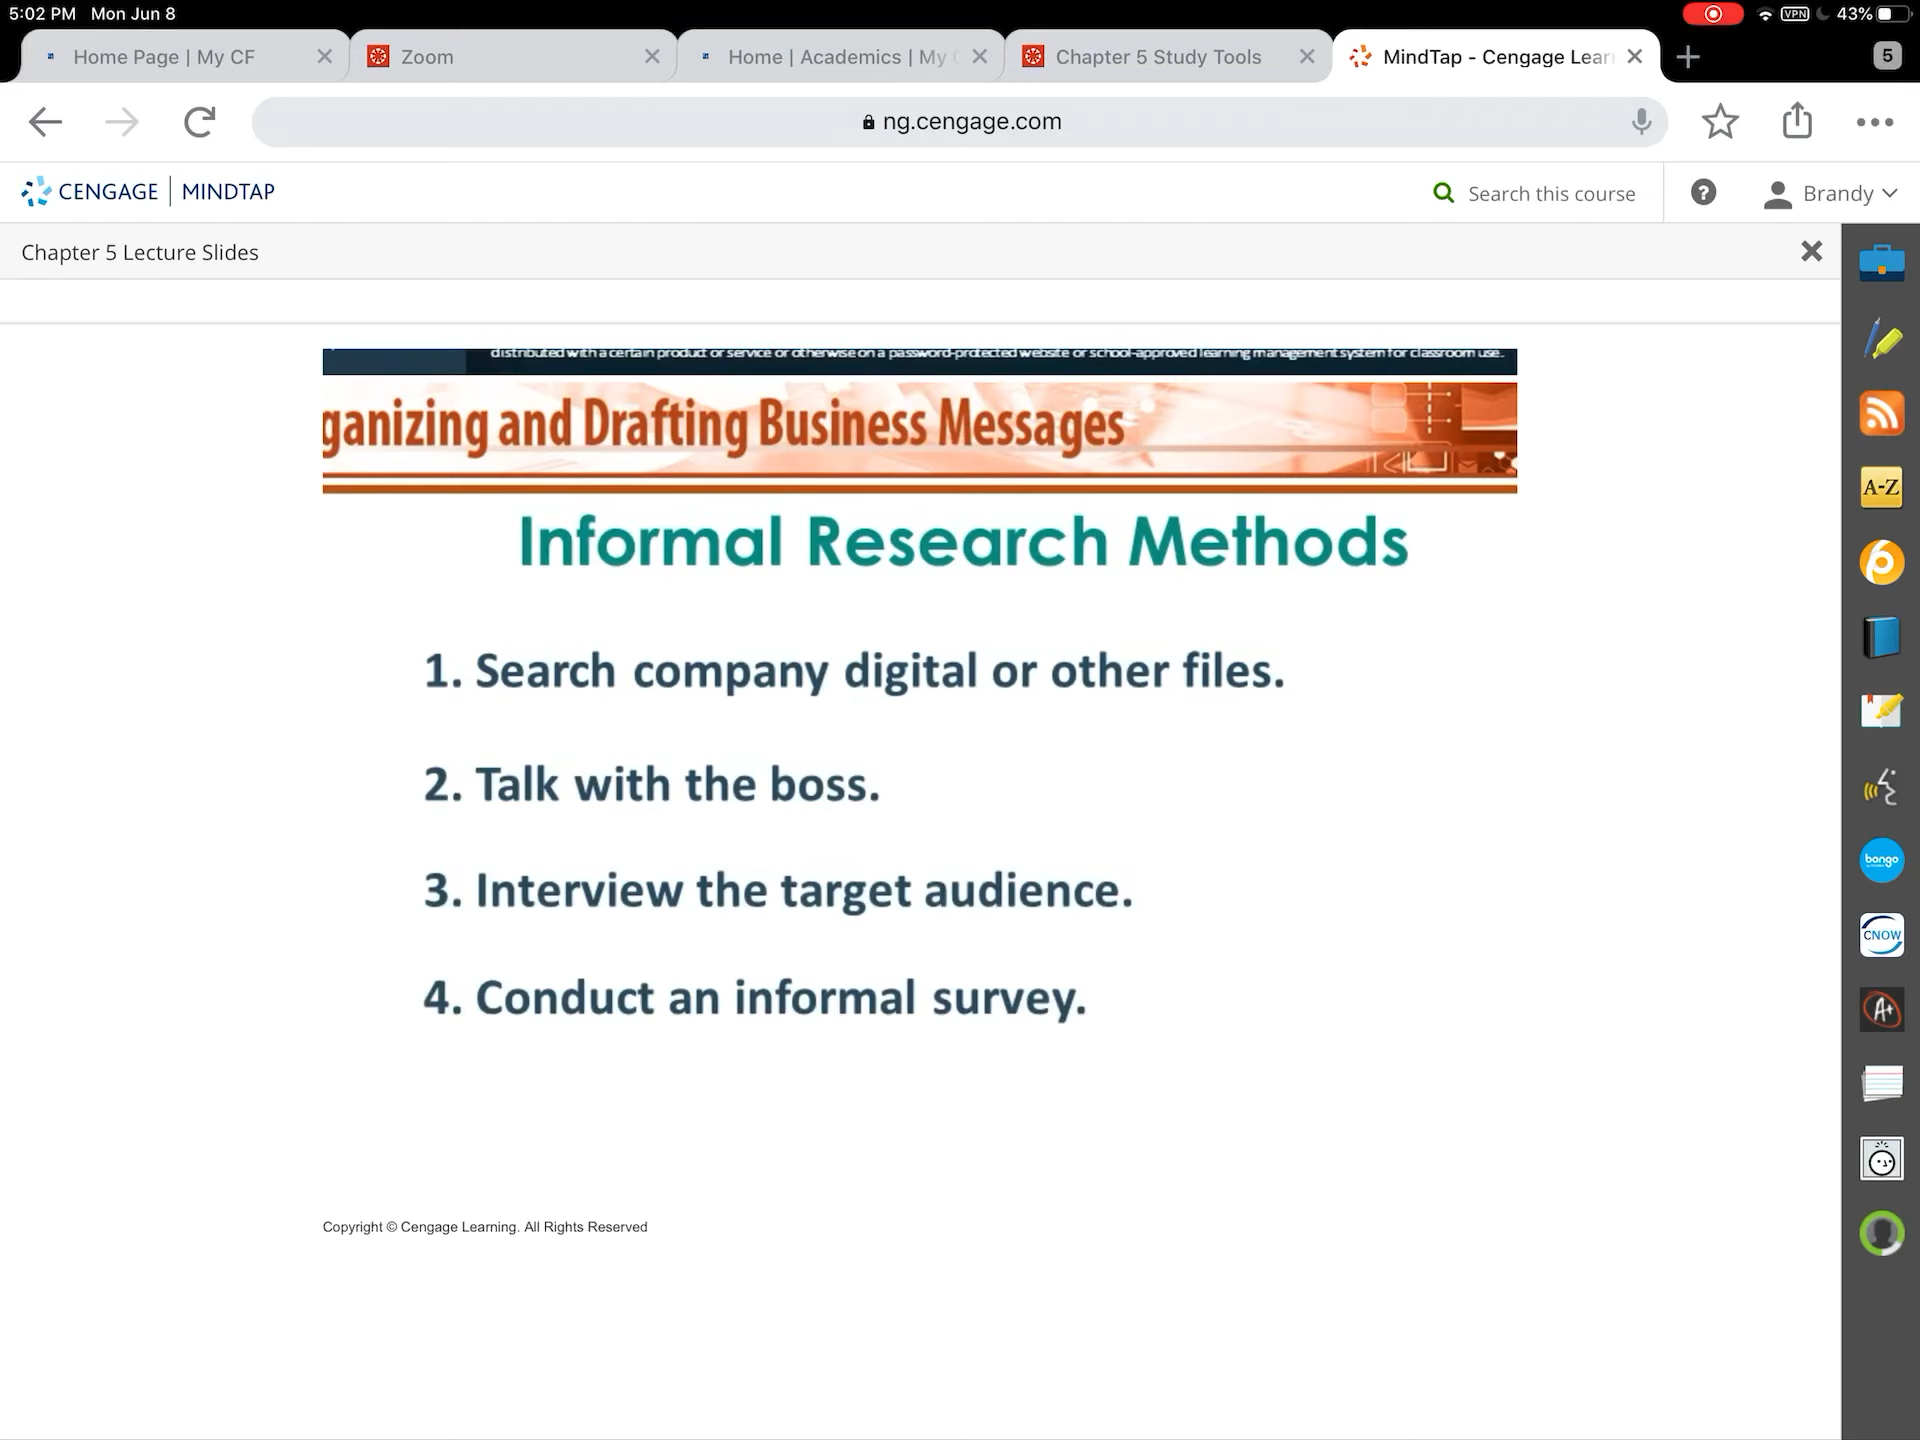 5:02 PM Mon Jun 8
VPN 43%
Home Page | My CF
Zoom
Home | Academics | My
Chapter 5 Study Tools
MindTap - Cengage Lear
5
ng.cengage.com
CENGAGE | MINDTAP
Search this course
?
Brandy
Chapter 5 Lecture Slides
distributed with a certain product or service or otherwise on a password-protected website or school-approved learning management system for classroom use.
ganizing and Drafting Business Messages
Informal Research Methods
1. Search company digital or other files.
2. Talk with the boss.
3. Interview the target audience.
4. Conduct an informal survey.
Copyright © Cengage Learning. All Rights Reserved
A-Z
bongo
CNOW
A+